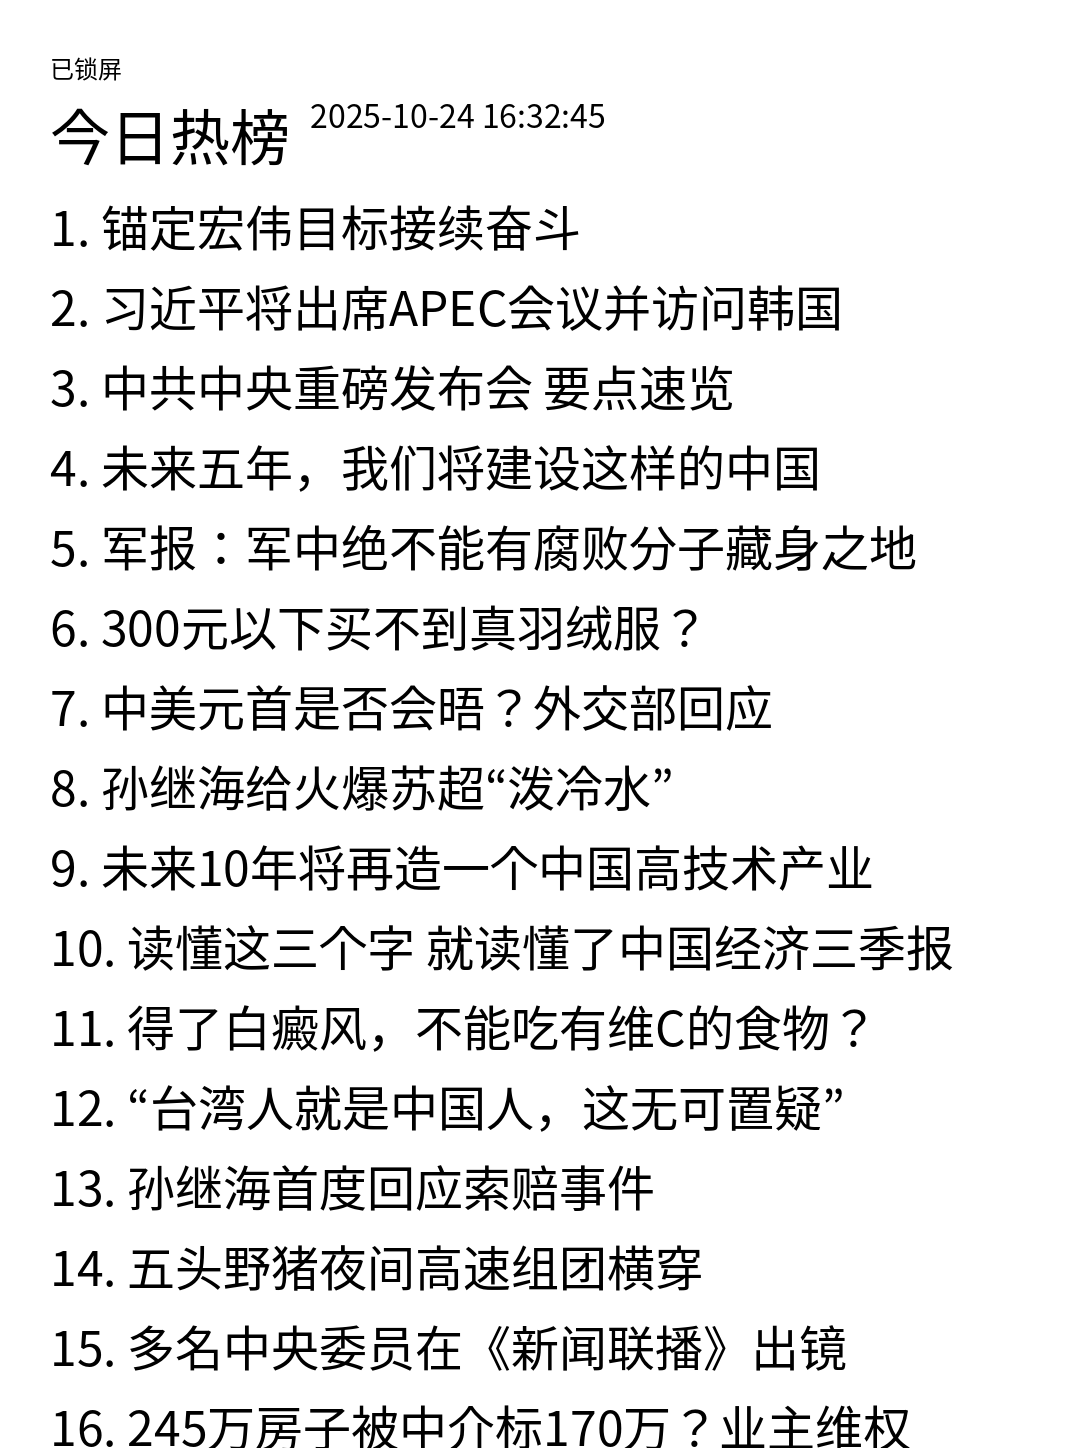 已锁屏
今日热榜 2025-10-24 16:32:45
1. 锚定宏伟目标接续奋斗
2. 习近平将出席APEC会议并访问韩国
3. 中共中央重磅发布会 要点速览
4. 未来五年，我们将建设这样的中国
5. 军报：军中绝不能有腐败分子藏身之地
6. 300元以下买不到真羽绒服？
7. 中美元首是否会晤？外交部回应
8. 孙继海给火爆苏超“泼冷水”
9. 未来10年将再造一个中国高技术产业
10. 读懂这三个字 就读懂了中国经济三季报
11. 得了白癜风，不能吃有维C的食物？
12. “台湾人就是中国人，这无可置疑”
13. 孙继海首度回应索赔事件
14. 五头野猪夜间高速组团横穿
15. 多名中央委员在《新闻联播》出镜
16. 245万房子被中介标170万？业主维权